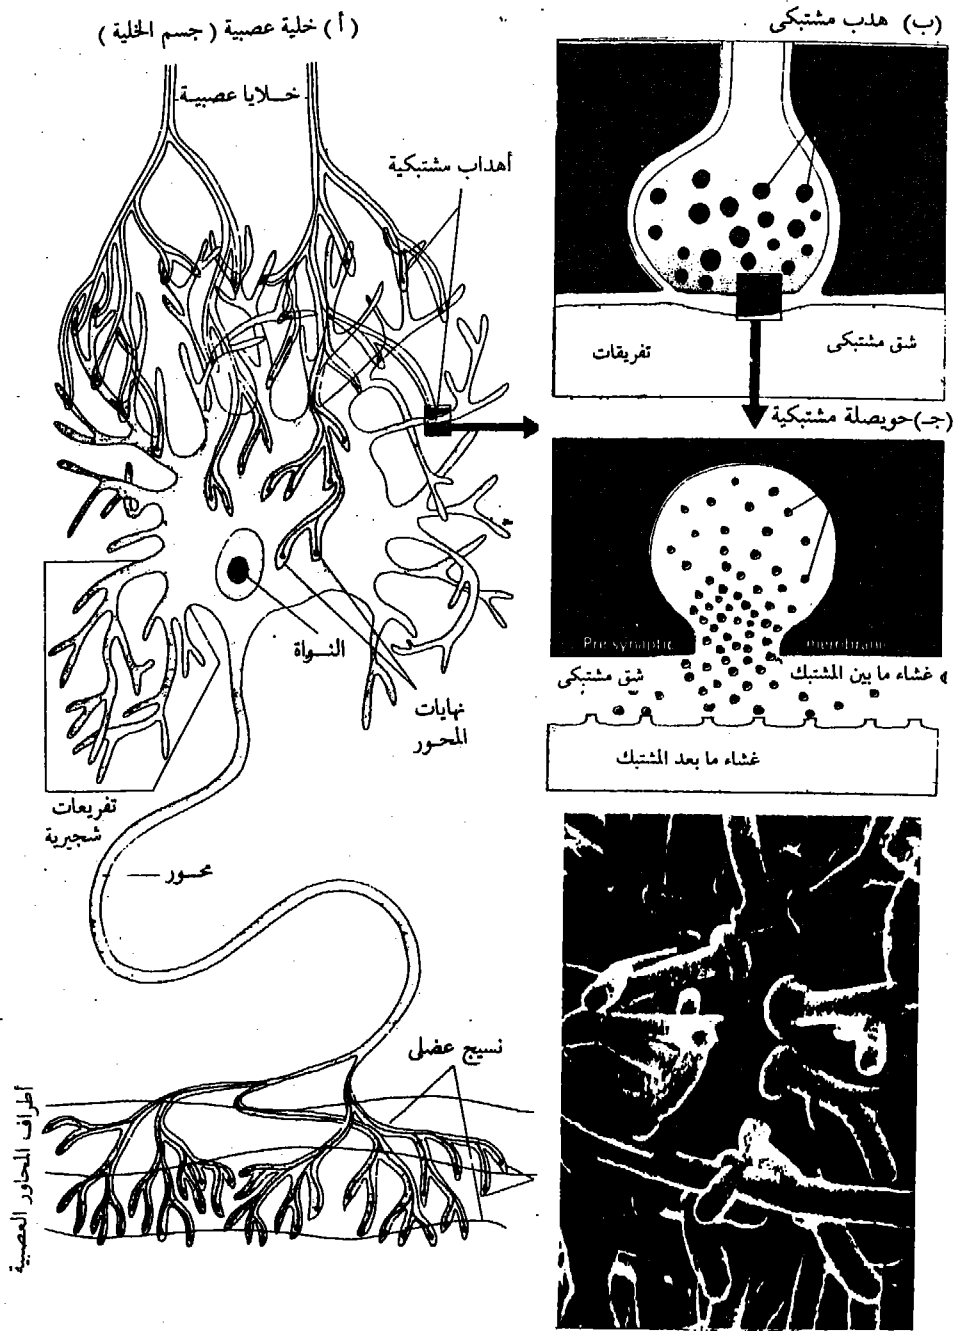 (أ) خلية عصبية (جسم الخلية)
خلايا عصبية
أهداب مشتبكية
النواة
نهايات
المحور
تفريعات
شجيرية
محور
نسيج عضلى
أطراف المحاور العصبية
(ب) هدب مشتبكى
شق مشتبكى
تفريقات
(جـ) حويصلة مشتبكية
Pre synaptic membrane
غشاء ما بين المشتبك
شق مشتبكى
غشاء ما بعد المشتبك